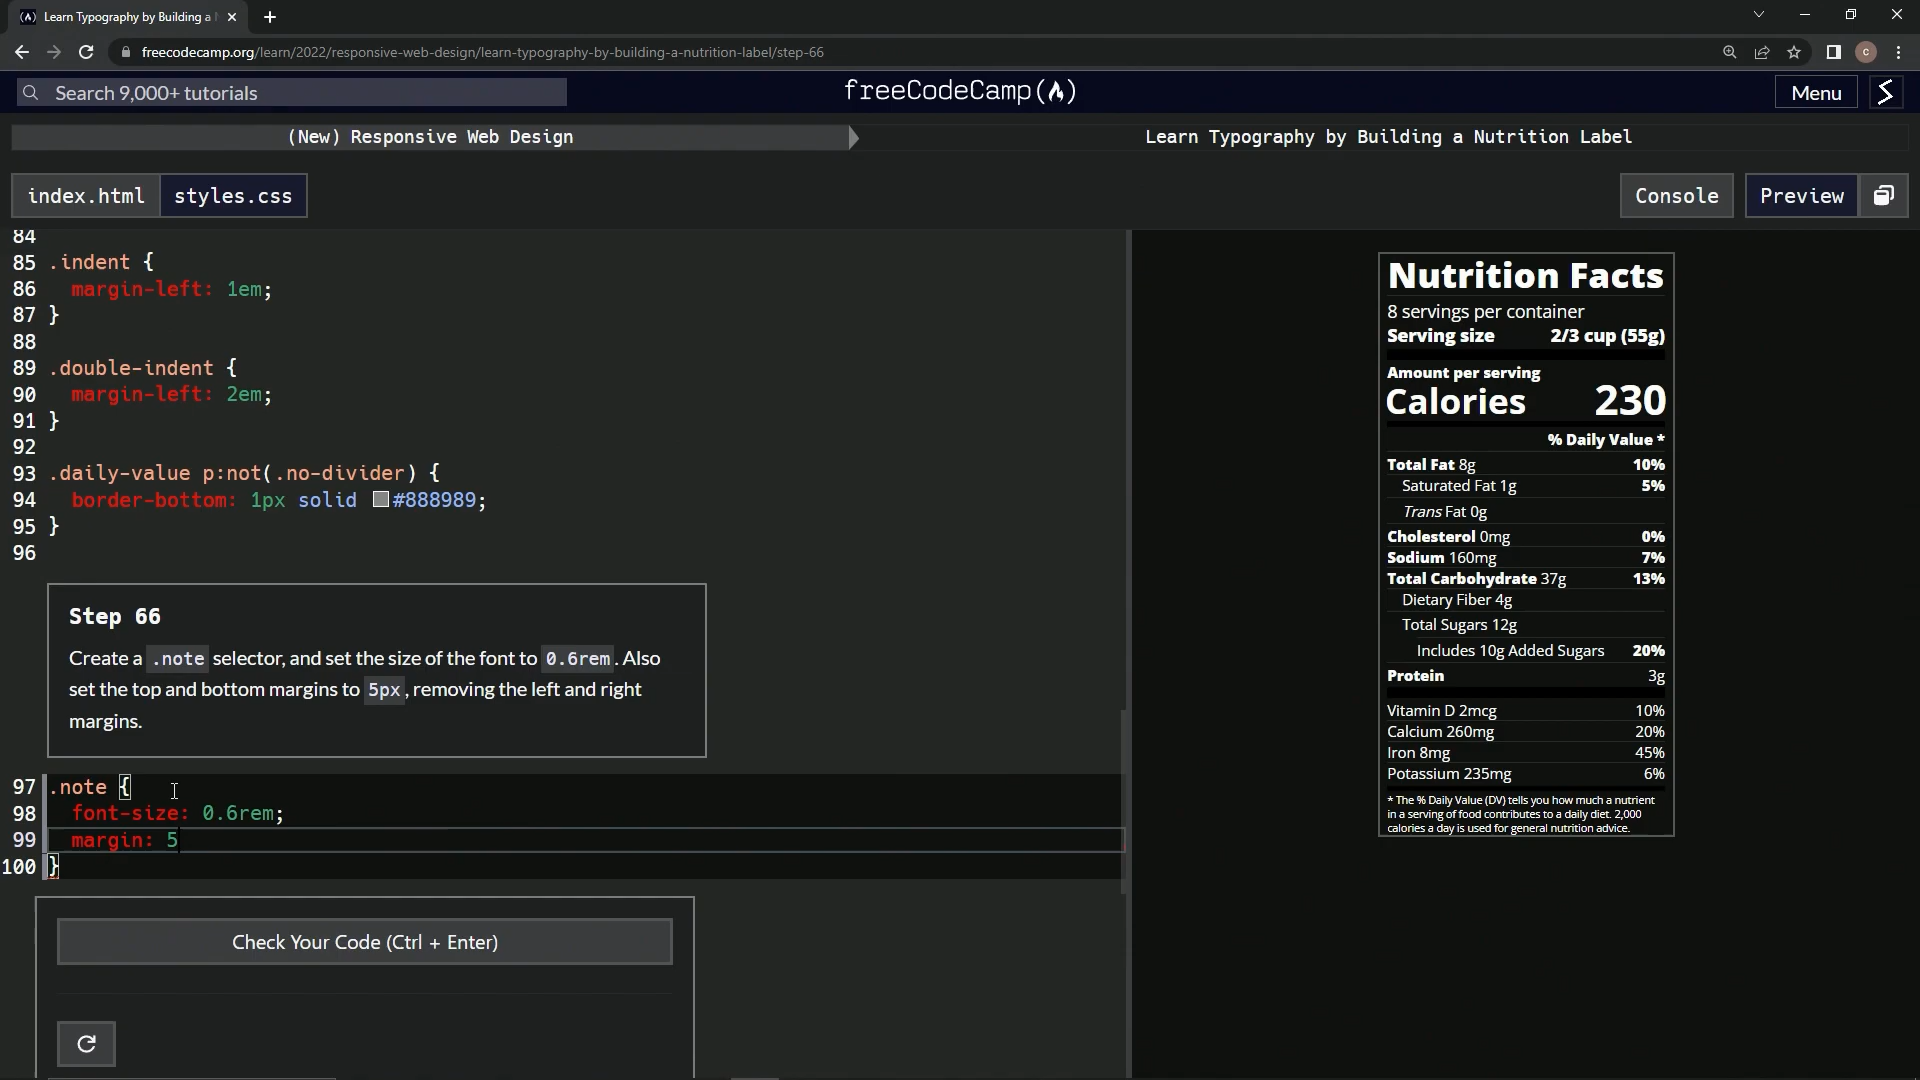 Learn Typography by Building a
freecodecamp.org/learn/2022/responsive-web-design/learn-typography-by-building-a-nutrition-label/step-66
c
Search 9,000+ tutorials
freeCodeCamp
Menu
(New) Responsive Web Design
Learn Typography by Building a Nutrition Label
index.html
styles.css
Console
Preview
84
85 .indent {
86 margin-left: 1em;
87 }
88
89 .double-indent {
90 margin-left: 2em;
91 }
92
93 .daily-value p:not(.no-divider) {
94 border-bottom: 1px solid #888989;
95 }
96
Step 66
Create a .note selector, and set the size of the font to 0.6rem. Also
set the top and bottom margins to 5px, removing the left and right
margins.
97 .note {
98 font-size: 0.6rem;
99 margin: 5
100 }
Check Your Code (Ctrl + Enter)
Nutrition Facts
8 servings per container
Serving size 2/3 cup (55g)
Amount per serving
Calories 230
% Daily Value *
Total Fat 8g 10%
Saturated Fat 1g 5%
Trans Fat 0g
Cholesterol 0mg 0%
Sodium 160mg 7%
Total Carbohydrate 37g 13%
Dietary Fiber 4g
Total Sugars 12g
Includes 10g Added Sugars 20%
Protein 3g
Vitamin D 2mcg 10%
Calcium 260mg 20%
Iron 8mg 45%
Potassium 235mg 6%
* The % Daily Value (DV) tells you how much a nutrient
in a serving of food contributes to a daily diet. 2,000
calories a day is used for general nutrition advice.